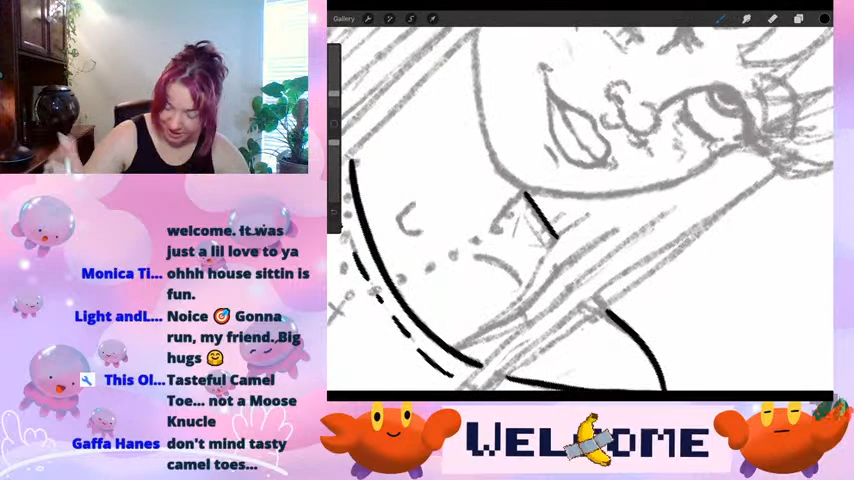 Gallery
welcome. It was
just a lil love to ya
Monica Ti... ohhh house sittin is
fun.
Light andL... Noice Gonna
run, my friend. Big
hugs
This Ol... Tasteful Camel
Toe... not a Moose
Knucle
Gaffa Hanes don't mind tasty
camel toes...
WELCOME